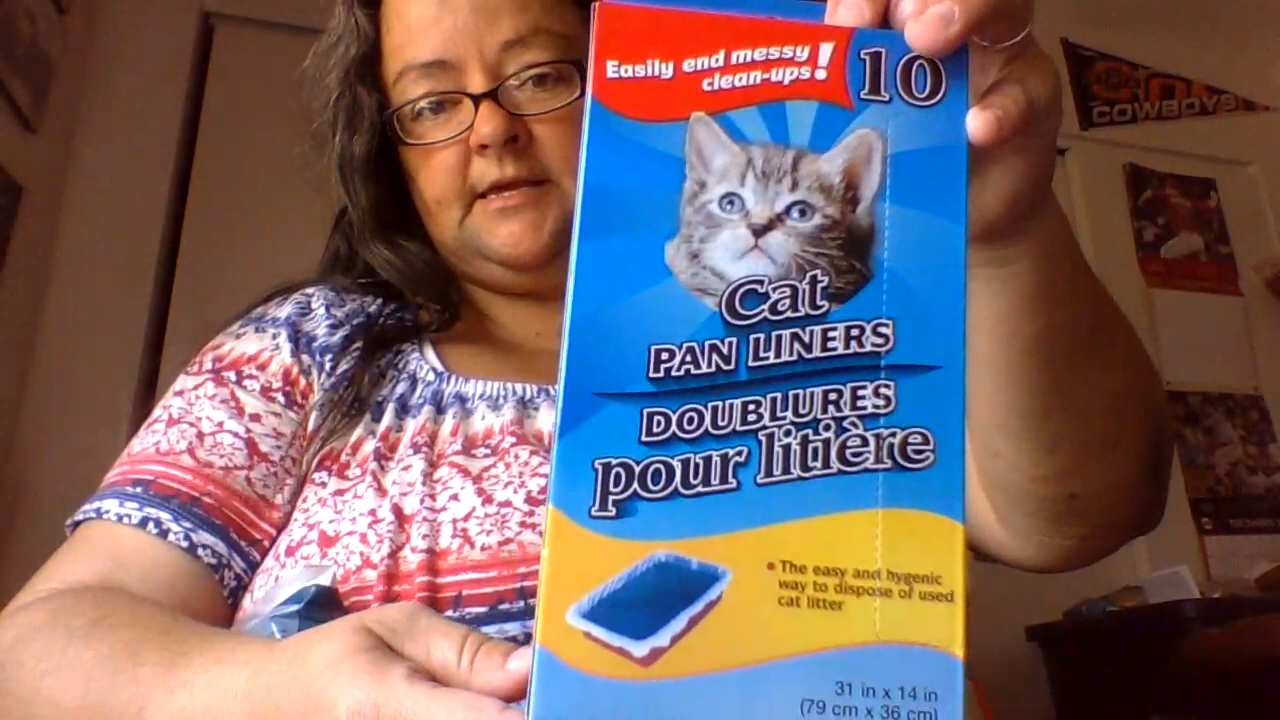 Easily end messy
clean-ups!
10
COWBOYS
Cat
PAN LINERS
DOUBLURES
pour litière
• The easy and hygenic
way to dispose of used
cat litter
31 in x 14 in
(79 cm x 36 cm)